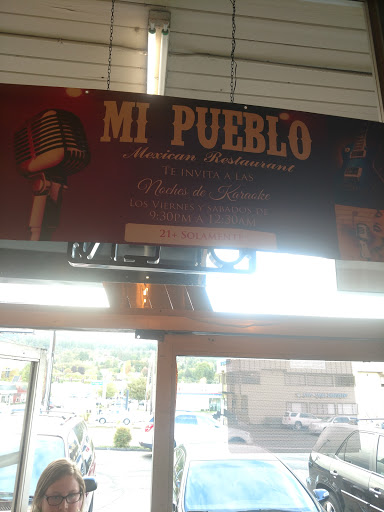 MI PUEBLO
Mexican Restaurant
TE INVITA A LAS
Noches de Karaoke
LOS VIERNES Y SABADOS DE
9:30PM A 12:30AM
21+ SOLAMENTE